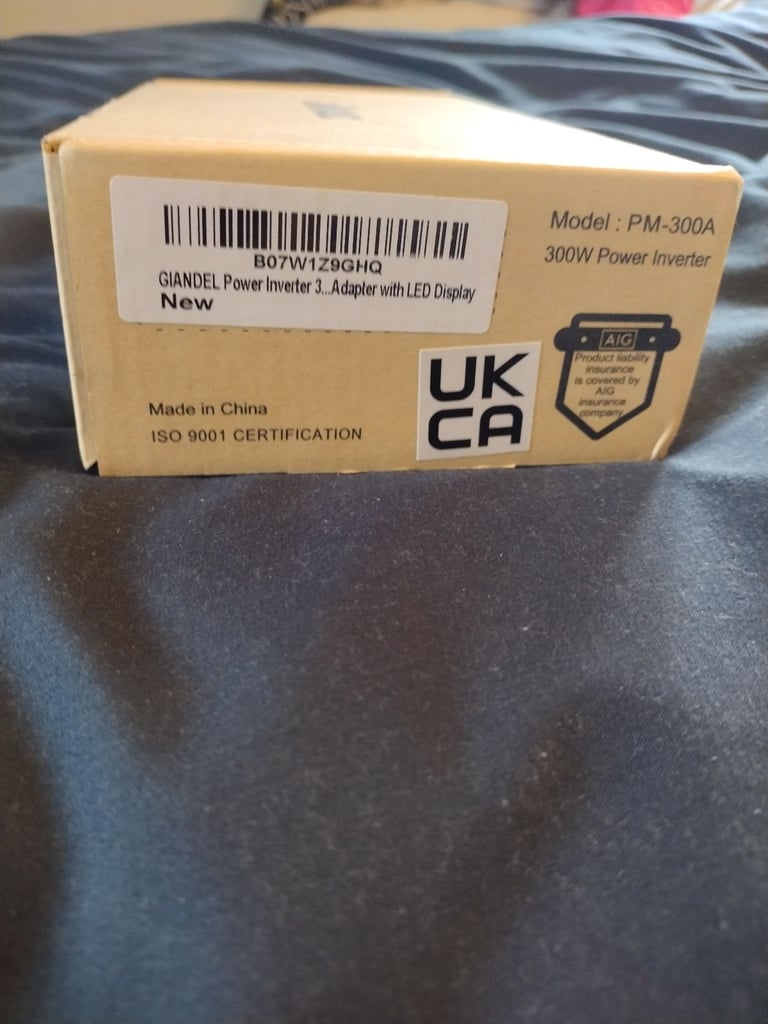 B07W1Z9GHQ
GIANDEL Power Inverter 3...Adapter with LED Display
New
Model : PM-300A
300W Power Inverter
Made in China
ISO 9001 CERTIFICATION
UK
CA
AIG
Product liability
insurance
is covered by
AIG
insurance
company